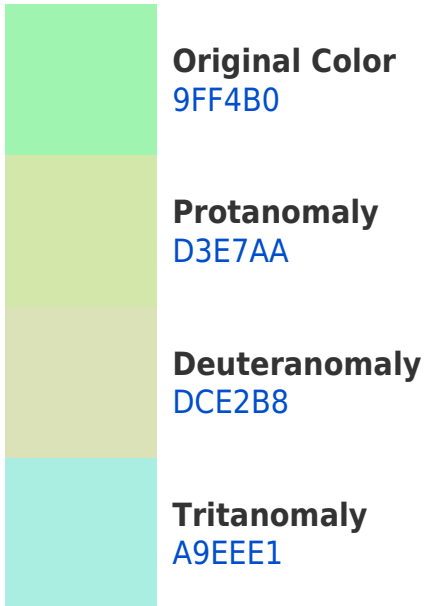 Original Color
9FF4B0
Protanomaly
D3E7AA
Deuteranomaly
DCE2B8
Tritanomaly
A9EEE1